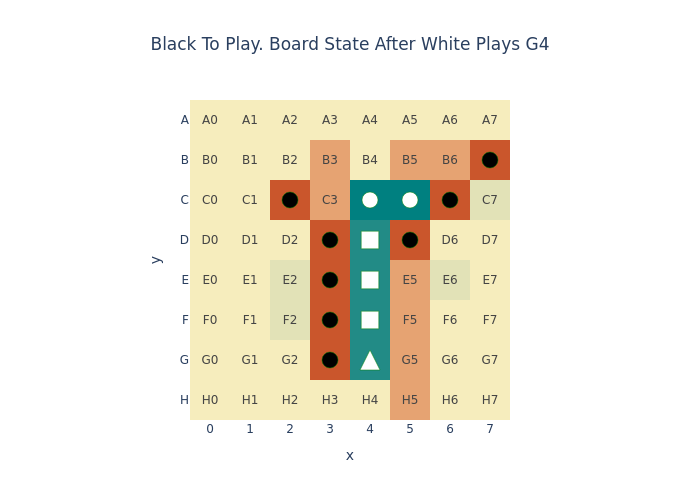 Black To Play. Board State After White Plays G4
A A0 A1 A2 A3 A4 A5 A6 A7
B B0 B1 B2 B3 B4 B5 B6
C C0 C1 C3 C7
D D0 D1 D2 D6 D7
E E0 E1 E2 E5 E6 E7
F F0 F1 F2 F5 F6 F7
G G0 G1 G2 G5 G6 G7
H H0 H1 H2 H3 H4 H5 H6 H7
0 1 2 3 4 5 6 7
x
y